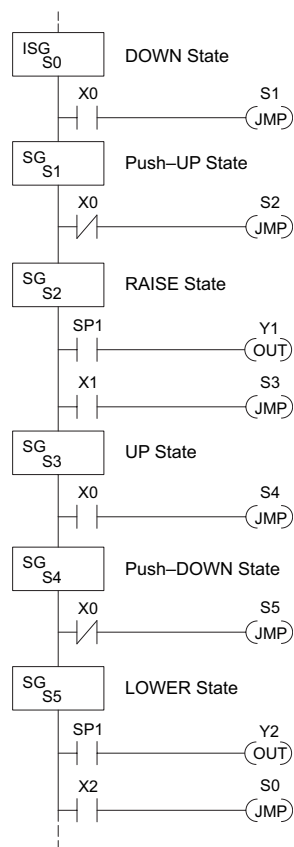 ISG
S0
DOWN State
X0
S1
JMP
SG
S1
Push–UP State
X0
S2
JMP
SG
S2
RAISE State
SP1
Y1
OUT
X1
S3
JMP
SG
S3
UP State
X0
S4
JMP
SG
S4
Push–DOWN State
X0
S5
JMP
SG
S5
LOWER State
SP1
Y2
OUT
X2
S0
JMP